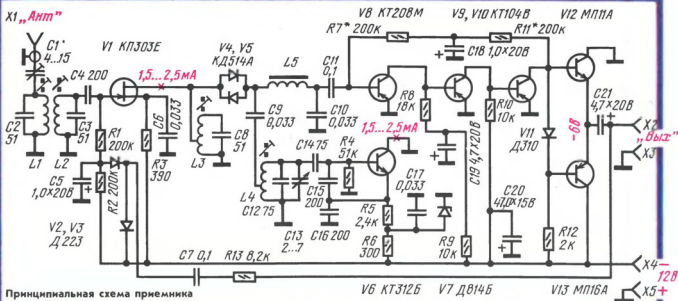 X1 „Ант"
C1*
4...15
V1 КП303Е
C4 200
1,5...2,5мА
V4, V5
КД514А
L5
C11
0,1
V8 КТ208М
R7* 200к
V9, V10 КТ104В
C18 1,0×20В
R11* 200к
V12 МП11А
C2
51
L1
L2
C3
51
R1
200к
C6
0,033
R3
390
C5
1,0×20В
R2 200к
V2, V3
Д223
L3
C8
51
C9
0,033
C10
0,033
C14 75
R4
51к
1,5...2,5мА
L4
C12 75
C13
2...7
C15
200
C16 200
R5
2,4к
R6
300
C17
0,033
R8
18к
C19 4,7×20В
R9
10к
R10
10к
C20
47,0×15В
V11
Д310
-6В
R12
2к
C21
4,7×20В
X2
„Вых"
X3
C7 0,1
R13 8,2к
X4 −
12В
X5 +
Принципиальная схема приемника
V6 КТ312Б
V7 Д814Б
V13 МП16А